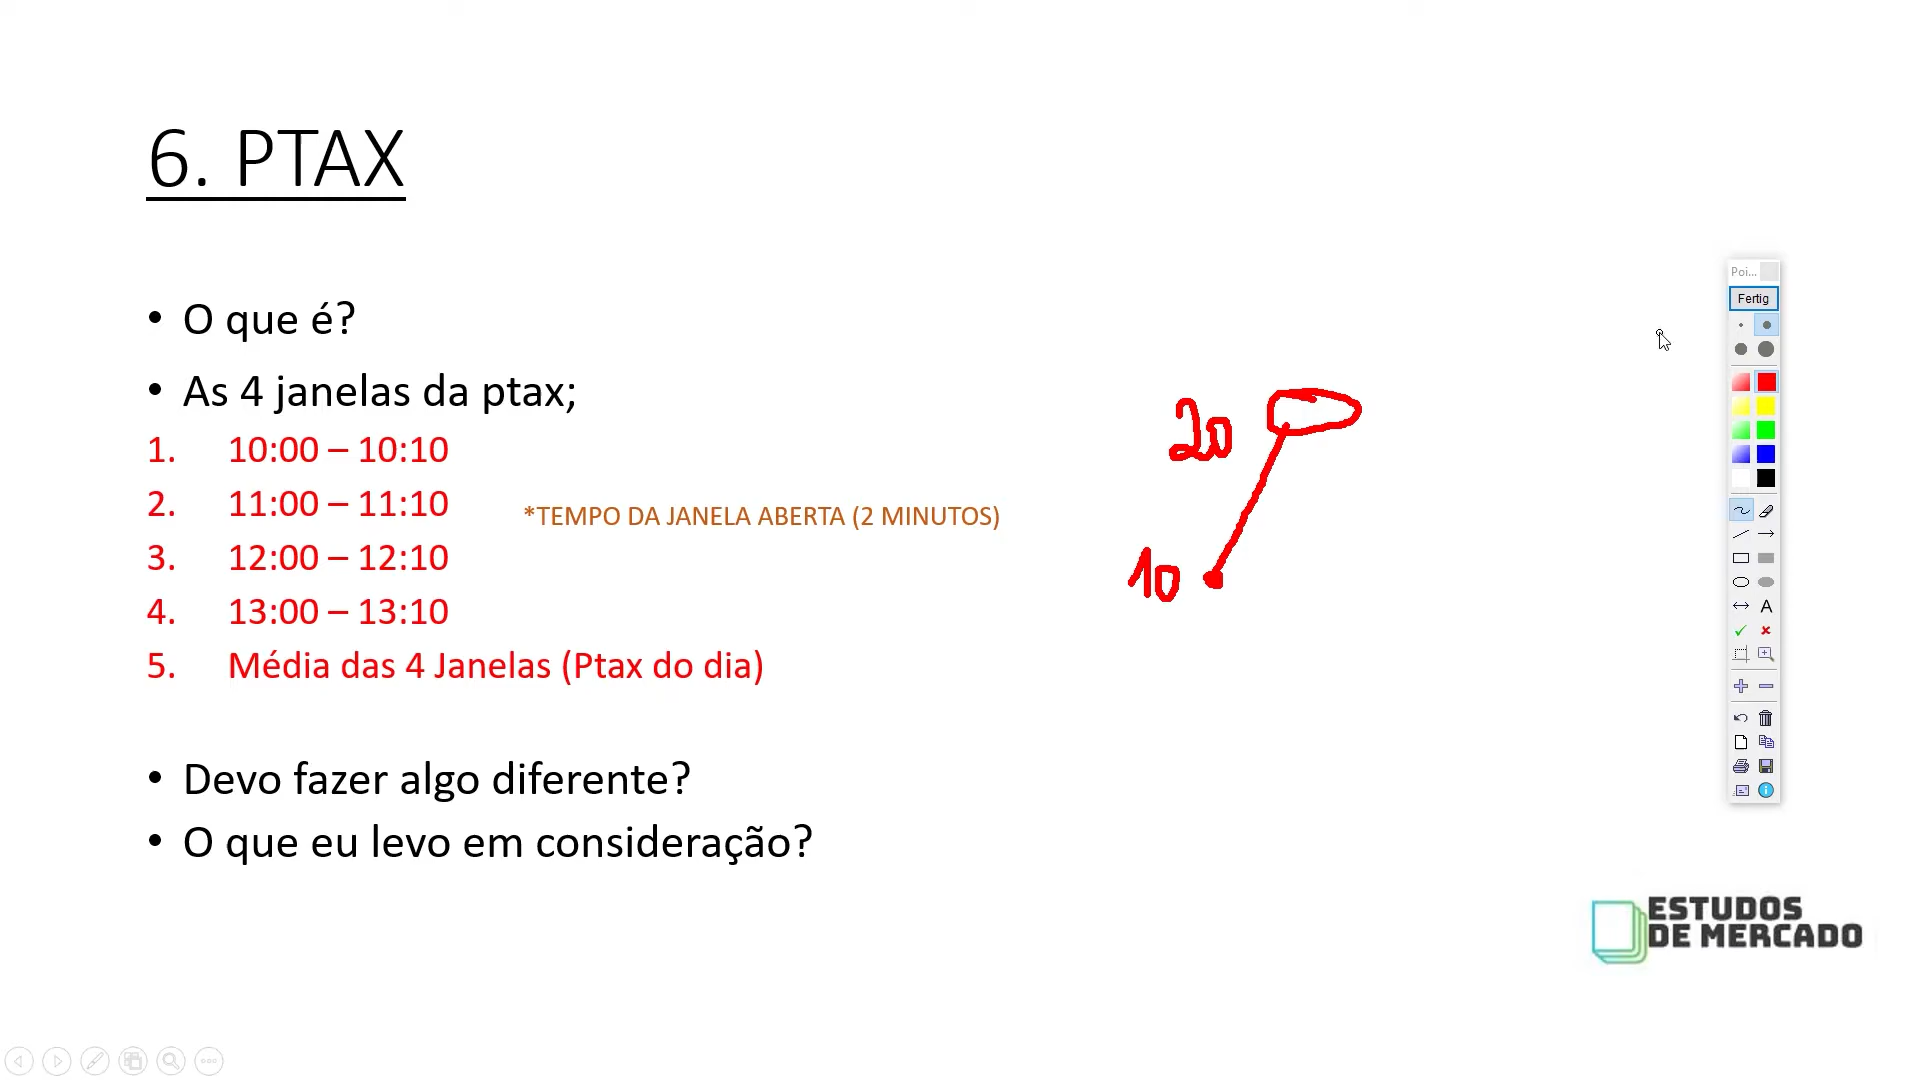 6. PTAX
• O que é?
• As 4 janelas da ptax;
1. 10:00 – 10:10
2. 11:00 – 11:10
*TEMPO DA JANELA ABERTA (2 MINUTOS)
3. 12:00 – 12:10
4. 13:00 – 13:10
5. Média das 4 Janelas (Ptax do dia)
• Devo fazer algo diferente?
• O que eu levo em consideração?
20
10
Poi...
Fertig
A
ESTUDOS
DE MERCADO